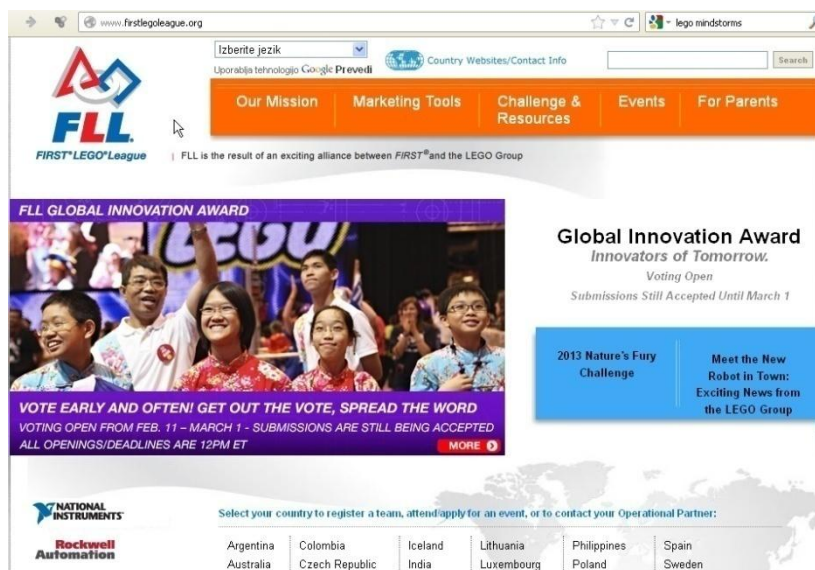 www.firstlegoleague.org
lego mindstorms
Izberite jezik
Uporablja tehnologijo Google Prevedi
Country Websites/Contact Info
Search
Our Mission
Marketing Tools
Challenge &
Resources
Events
For Parents
FLL
FIRST® LEGO® League
FLL is the result of an exciting alliance between FIRST® and the LEGO Group
FLL GLOBAL INNOVATION AWARD
LEGO
VOTE EARLY AND OFTEN! GET OUT THE VOTE, SPREAD THE WORD
VOTING OPEN FROM FEB. 11 – MARCH 1 - SUBMISSIONS ARE STILL BEING ACCEPTED
ALL OPENINGS/DEADLINES ARE 12PM ET
MORE
Global Innovation Award
Innovators of Tomorrow.
Voting Open
Submissions Still Accepted Until March 1
2013 Nature's Fury
Challenge
Meet the New
Robot in Town:
Exciting News from
the LEGO Group
NATIONAL
INSTRUMENTS
Rockwell
Automation
Select your country to register a team, attend/apply for an event, or to contact your Operational Partner:
Argentina Colombia Iceland Lithuania Philippines Spain
Australia Czech Republic India Luxembourg Poland Sweden